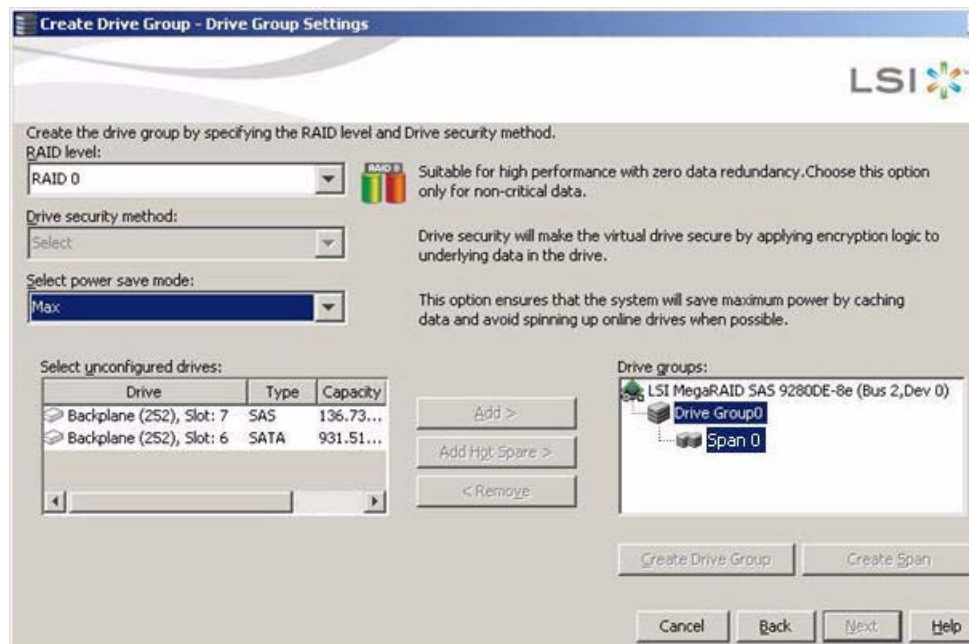 Create Drive Group - Drive Group Settings
LSI
Create the drive group by specifying the RAID level and Drive security method.
RAID level:
RAID 0
RAID 0
Suitable for high performance with zero data redundancy.Choose this option
only for non-critical data.
Drive security method:
Select
Drive security will make the virtual drive secure by applying encryption logic to
underlying data in the drive.
Select power save mode:
Max
This option ensures that the system will save maximum power by caching
data and avoid spinning up online drives when possible.
Select unconfigured drives:
Drive Type Capacity
Backplane (252), Slot: 7 SAS 136.73...
Backplane (252), Slot: 6 SATA 931.51...
Add >
Add Hot Spare >
< Remove
Drive groups:
LSI MegaRAID SAS 9280DE-8e (Bus 2,Dev 0)
Drive Group0
Span 0
Create Drive Group
Create Span
Cancel
Back
Next
Help